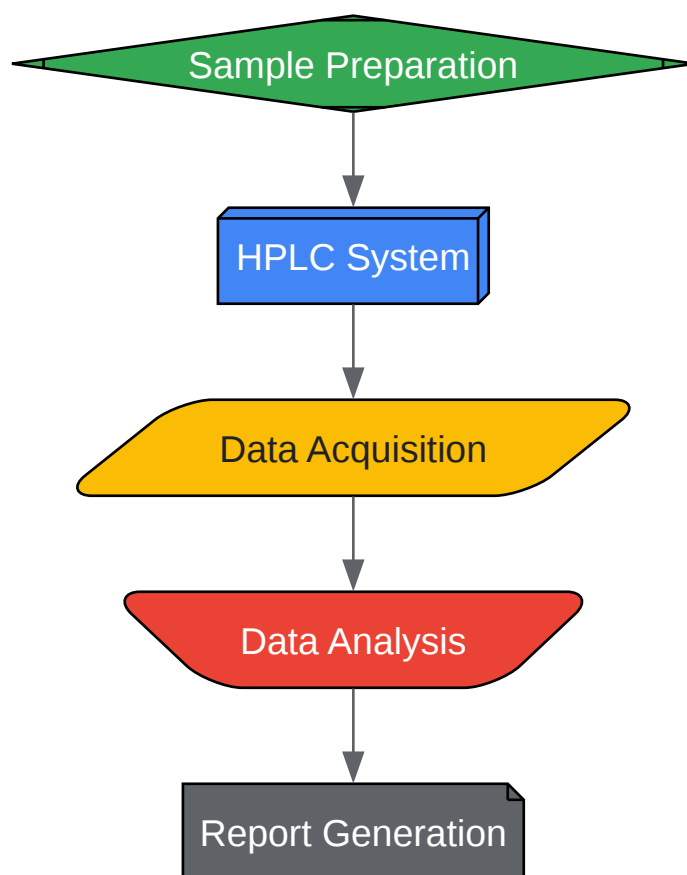 Sample Preparation
HPLC System
Data Acquisition
Data Analysis
Report Generation